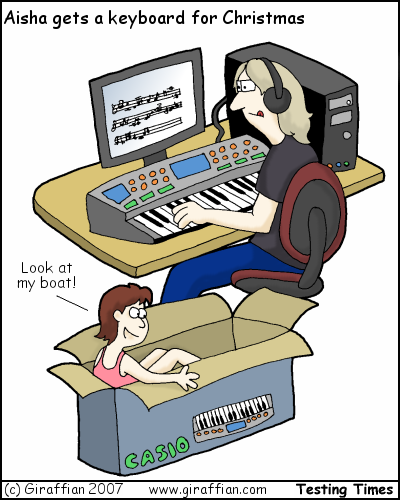 Aisha gets a keyboard for Christmas
Look at
my boat!
CASIO
(c) Giraffian 2007
www.giraffian.com
Testing Times